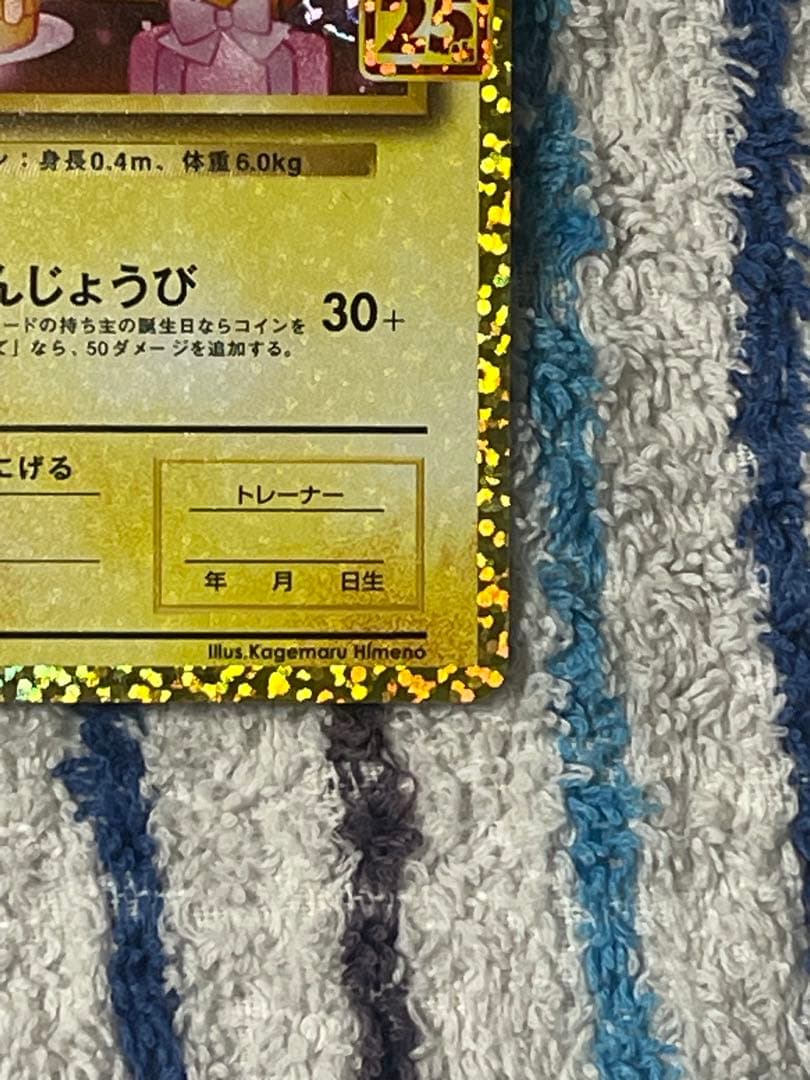 25
ン：身長0.4m、体重6.0kg
んじょうび 30+
ードの持ち主の誕生日ならコインを
て」なら、50ダメージを追加する。
にげる
トレーナー
年 月 日生
Illus.Kagemaru Himeno